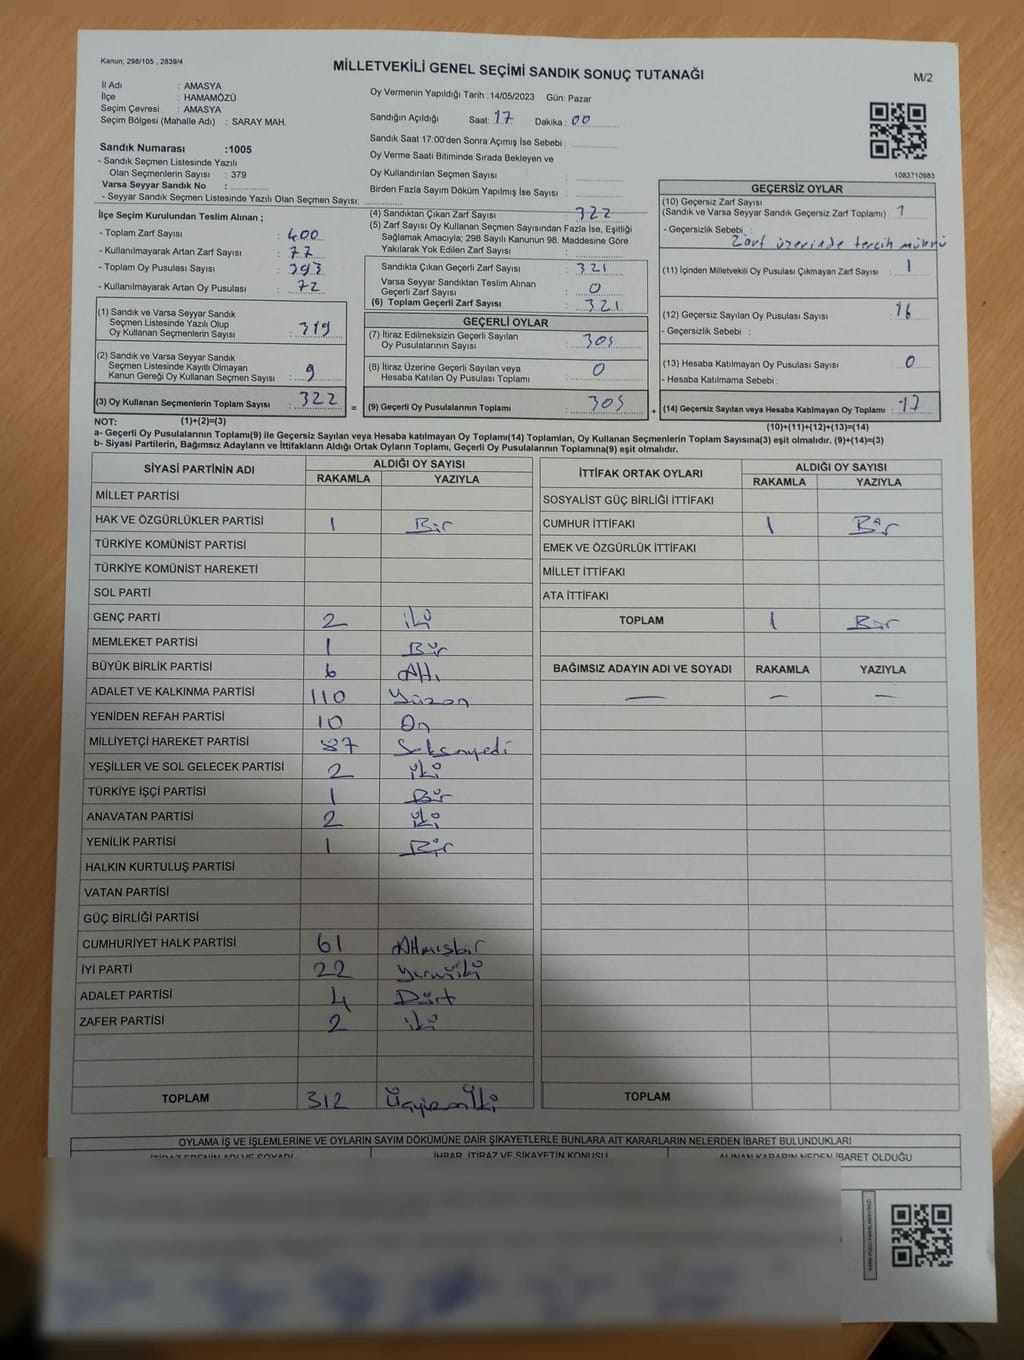 Kanun; 298/105 , 2839/4
MİLLETVEKİLİ GENEL SEÇİMİ SANDIK SONUÇ TUTANAĞI
M/2
İl Adı : AMASYA
İlçe : HAMAMÖZÜ
Seçim Çevresi : AMASYA
Seçim Bölgesi (Mahalle Adı) : SARAY MAH.
Oy Vermenin Yapıldığı Tarih : 14/05/2023 Gün: Pazar
Sandığın Açıldığı Saat: 17 Dakika : 00
Sandık Saat 17:00'den Sonra Açımış İse Sebebi :
Oy Verme Saati Bitiminde Sırada Bekleyen ve
Oy Kullandırılan Seçmen Sayısı :
Birden Fazla Sayım Döküm Yapılmış İse Sayısı :
1083710983
Sandık Numarası :1005
- Sandık Seçmen Listesinde Yazılı
Olan Seçmenlerin Sayısı : 379
Varsa Seyyar Sandık No :
- Seyyar Sandık Seçmen Listesinde Yazılı Olan Seçmen Sayısı:
İlçe Seçim Kurulundan Teslim Alınan ;
- Toplam Zarf Sayısı : 400
- Kullanılmayarak Artan Zarf Sayısı : 77
- Toplam Oy Pusulası Sayısı : 393
- Kullanılmayarak Artan Oy Pusulası : 72
(1) Sandık ve Varsa Seyyar Sandık
Seçmen Listesinde Yazılı Olup
Oy Kullanan Seçmenlerin Sayısı : 319
(2) Sandık ve Varsa Seyyar Sandık
Seçmen Listesinde Kayıtlı Olmayan
Kanun Gereği Oy Kullanan Seçmen Sayısı : 9
(3) Oy Kullanan Seçmenlerin Toplam Sayısı : 322
(4) Sandıktan Çıkan Zarf Sayısı : 322
(5) Zarf Sayısı Oy Kullanan Seçmen Sayısından Fazla İse, Eşitliği
Sağlamak Amacıyla; 298 Sayılı Kanunun 98. Maddesine Göre
Yakılarak Yok Edilen Zarf Sayısı :
Sandıkta Çıkan Geçerli Zarf Sayısı : 321
Varsa Seyyar Sandıktan Teslim Alınan
Geçerli Zarf Sayısı : 0
(6) Toplam Geçerli Zarf Sayısı : 321
GEÇERLİ OYLAR
(7) İtiraz Edilmeksizin Geçerli Sayılan
Oy Pusulalarının Sayısı : 305
(8) İtiraz Üzerine Geçerli Sayılan veya
Hesaba Katılan Oy Pusulası Toplamı : 0
= (9) Geçerli Oy Pusulalarının Toplamı : 305 +
GEÇERSİZ OYLAR
(10) Geçersiz Zarf Sayısı
(Sandık ve Varsa Seyyar Sandık Geçersiz Zarf Toplamı) : 1
- Geçersizlik Sebebi : Zarf üzerinde tercih mührü
(11) İçinden Milletvekili Oy Pusulası Çıkmayan Zarf Sayısı : 1
(12) Geçersiz Sayılan Oy Pusulası Sayısı : 16
- Geçersizlik Sebebi :
(13) Hesaba Katılmayan Oy Pusulası Sayısı : 0
- Hesaba Katılmama Sebebi :
(14) Geçersiz Sayılan veya Hesaba Katılmayan Oy Toplamı : 17
NOT: (1)+(2)=(3) (10)+(11)+(12)+(13)=(14)
a- Geçerli Oy Pusulalarının Toplamı(9) ile Geçersiz Sayılan veya Hesaba katılmayan Oy Toplamı(14) Toplamları, Oy Kullanan Seçmenlerin Toplam Sayısına(3) eşit olmalıdır. (9)+(14)=(3)
b- Siyasi Partilerin, Bağımsız Adayların ve İttifakların Aldığı Ortak Oyların Toplamı, Geçerli Oy Pusulalarının Toplamına(9) eşit olmalıdır.
SİYASİ PARTİNİN ADI ALDIĞI OY SAYISI
RAKAMLA YAZIYLA
MİLLET PARTİSİ
HAK VE ÖZGÜRLÜKLER PARTİSİ 1 Bir
TÜRKİYE KOMÜNİST PARTİSİ
TÜRKİYE KOMÜNİST HAREKETİ
SOL PARTİ
GENÇ PARTİ 2 iki
MEMLEKET PARTİSİ 1 Bir
BÜYÜK BİRLİK PARTİSİ 6 Altı
ADALET VE KALKINMA PARTİSİ 110 Yüzon
YENİDEN REFAH PARTİSİ 10 On
MİLLİYETÇİ HAREKET PARTİSİ 87 Seksenyedi
YEŞİLLER VE SOL GELECEK PARTİSİ 2 iki
TÜRKİYE İŞÇİ PARTİSİ 1 Bir
ANAVATAN PARTİSİ 2 iki
YENİLİK PARTİSİ 1 Bir
HALKIN KURTULUŞ PARTİSİ
VATAN PARTİSİ
GÜÇ BİRLİĞİ PARTİSİ
CUMHURİYET HALK PARTİSİ 61 Altmışbir
İYİ PARTİ 22 Yirmiiki
ADALET PARTİSİ 4 Dört
ZAFER PARTİSİ 2 iki
TOPLAM 312 Üçyüzoniki
İTTİFAK ORTAK OYLARI ALDIĞI OY SAYISI
RAKAMLA YAZIYLA
SOSYALİST GÜÇ BİRLİĞİ İTTİFAKI
CUMHUR İTTİFAKI 1 Bir
EMEK VE ÖZGÜRLÜK İTTİFAKI
MİLLET İTTİFAKI
ATA İTTİFAKI
TOPLAM 1 Bir
BAĞIMSIZ ADAYIN ADI VE SOYADI RAKAMLA YAZIYLA
— — —
TOPLAM
OYLAMA İŞ VE İŞLEMLERİNE VE OYLARIN SAYIM DÖKÜMÜNE DAİR ŞİKAYETLERLE BUNLARA AİT KARARLARIN NELERDEN İBARET BULUNDUKLARI
İTİRAZ EDENİN ADI VE SOYADI İHBAR, İTİRAZ VE ŞİKAYETİN KONUSU ALINAN KARARIN NEDEN İBARET OLDUĞU